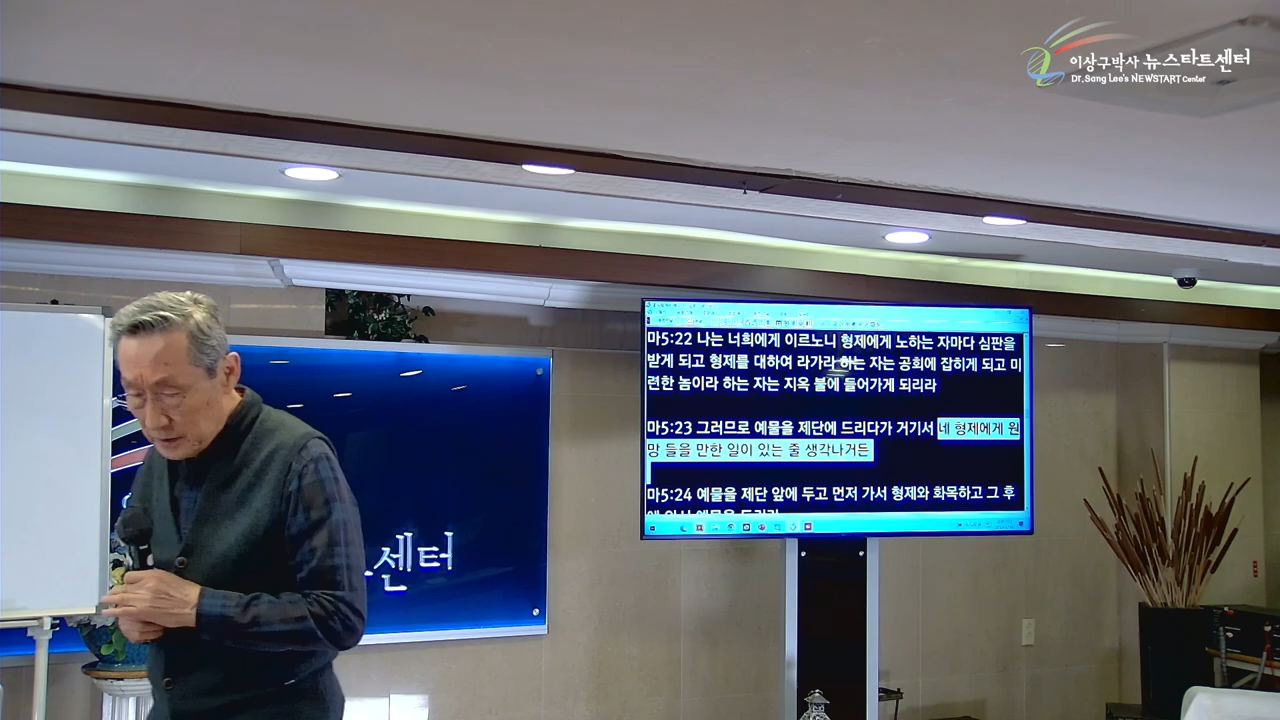 이상구박사 뉴스타트센터
Dr. Sang Lee's NEWSTART Center
마5:22 나는 너희에게 이르노니 형제에게 노하는 자마다 심판을
받게 되고 형제를 대하여 라가라 하는 자는 공회에 잡히게 되고 미
련한 놈이라 하는 자는 지옥 불에 들어가게 되리라
마5:23 그러므로 예물을 제단에 드리다가 거기서 네 형제에게 원
망 들을 만한 일이 있는 줄 생각나거든
마5:24 예물을 제단 앞에 두고 먼저 가서 형제와 화목하고 그 후
센터